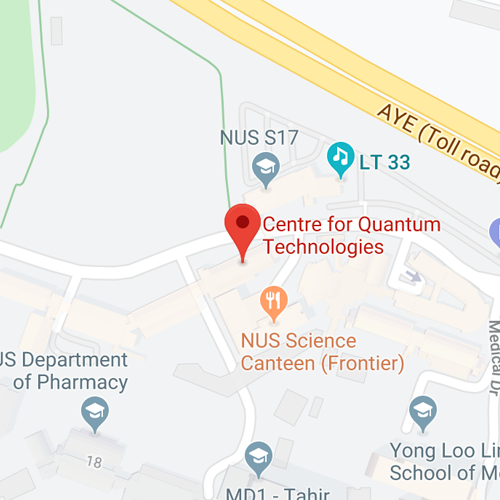 AYE (Toll road)
NUS S17
LT 33
Centre for Quantum
Technologies
NUS Science
Canteen (Frontier)
US Department
of Pharmacy
Medical Dr
18
Yong Loo Lin
School of Me
MD1 - Tahir